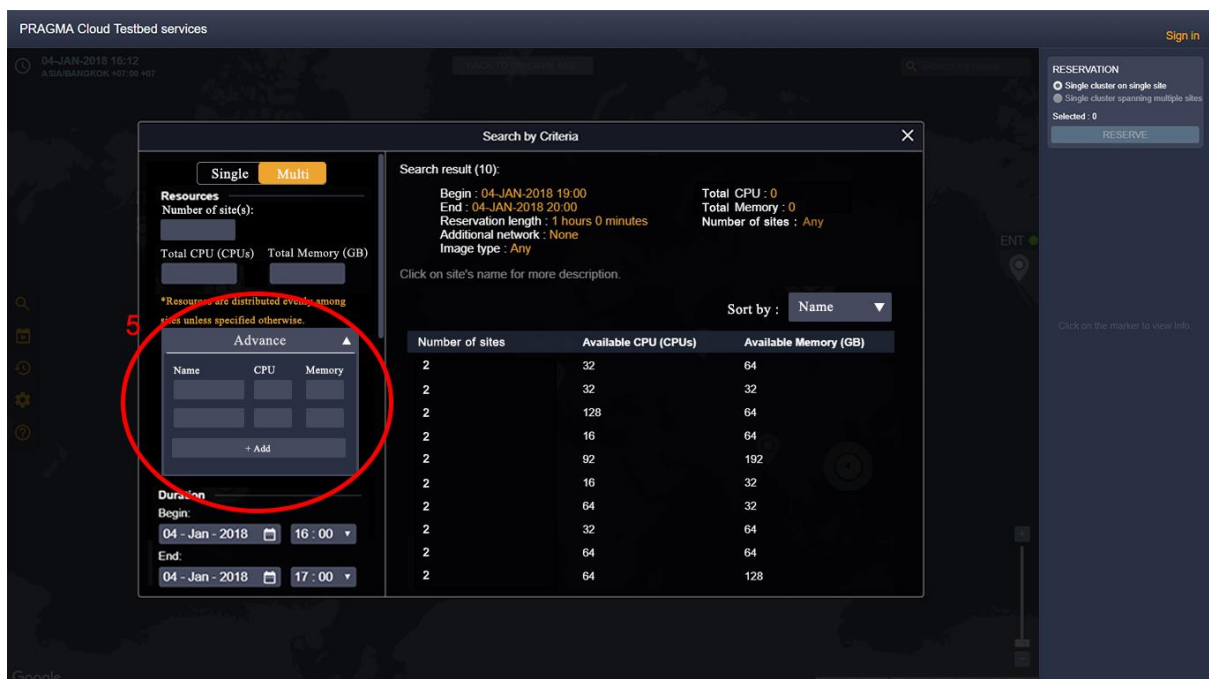 PRAGMA Cloud Testbed services
Sign in
04-JAN-2018 16:12
ASIA/BANGKOK +07:00 +07
RESERVATION
Single cluster on single site
Single cluster spanning multiple sites
Selected : 0
RESERVE
Search by Criteria
Single Multi
Resources
Number of site(s):
Total CPU (CPUs) Total Memory (GB)
*Resources are distributed evenly among
sites unless specified otherwise.
5
Advance
Name CPU Memory
+ Add
Duration
Begin:
04 - Jan - 2018 16 : 00
End:
04 - Jan - 2018 17 : 00
Search result (10):
Begin : 04-JAN-2018 19:00
End : 04-JAN-2018 20:00
Reservation length : 1 hours 0 minutes
Additional network : None
Image type : Any
Total CPU : 0
Total Memory : 0
Number of sites : Any
Click on site's name for more description.
Sort by : Name
Number of sites Available CPU (CPUs) Available Memory (GB)
2 32 64
2 32 32
2 128 64
2 16 64
2 92 192
2 16 32
2 64 32
2 32 64
2 64 64
2 64 128
ENT
Click on the marker to view Info.
Google